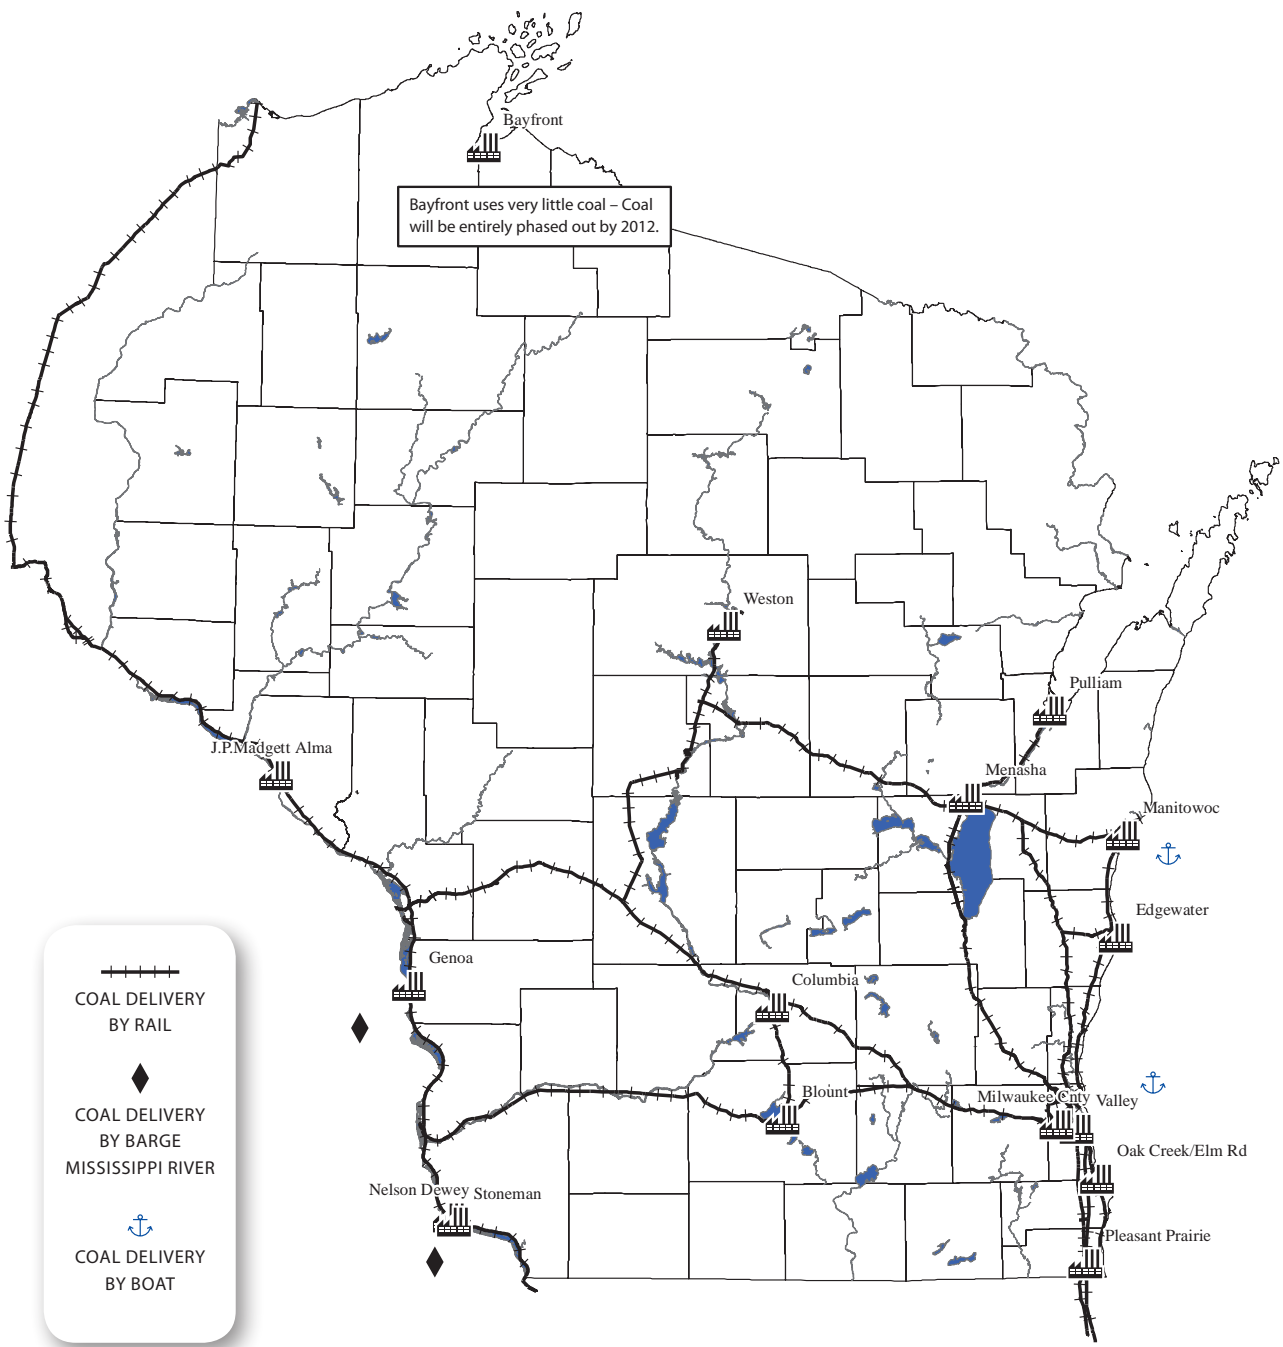 Bayfront
Bayfront uses very little coal – Coal
will be entirely phased out by 2012.
Weston
Pulliam
J.P.Madgett Alma
Menasha
Manitowoc
Edgewater
Genoa
Columbia
Blount
Milwaukee Cnty
Valley
Oak Creek/Elm Rd
Nelson Dewey
Stoneman
Pleasant Prairie
COAL DELIVERY
BY RAIL
COAL DELIVERY
BY BARGE
MISSISSIPPI RIVER
COAL DELIVERY
BY BOAT